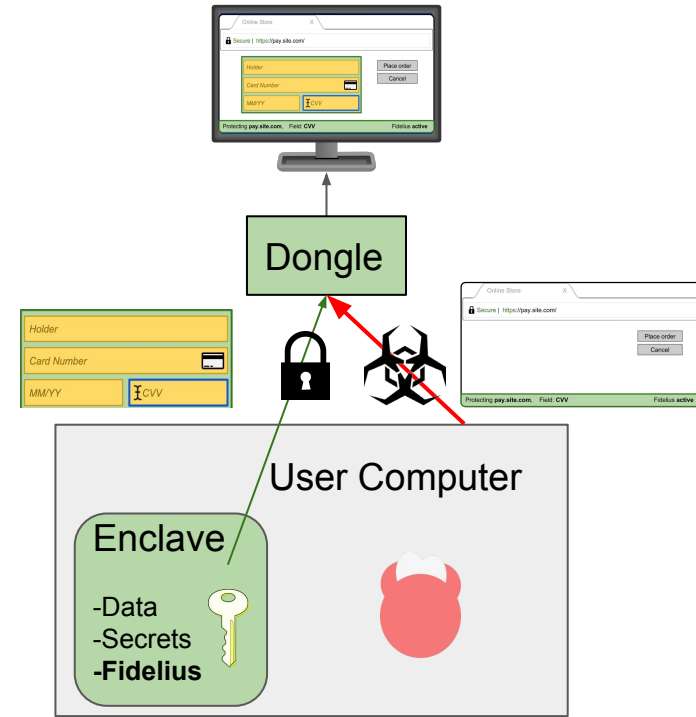 Online Store X
Secure | https://pay.site.com/
Holder
Place order
Card Number
Cancel
MM/YY
CVV
Protecting pay.site.com, Field: CVV Fidelius active
Dongle
Holder
Card Number
MM/YY
CVV
Online Store X
Secure | https://pay.site.com/
Place order
Cancel
Protecting pay.site.com, Field: CVV Fidelius active
User Computer
Enclave
-Data
-Secrets
-Fidelius